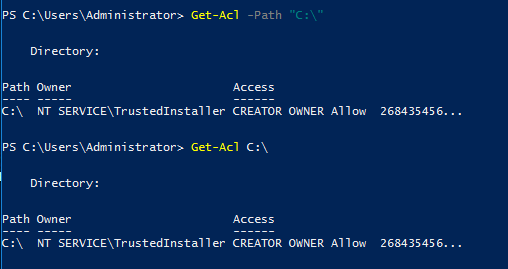 PS C:\Users\Administrator> Get-Acl -Path "C:\"
Directory:
Path Owner Access
---- ----- ------
C:\ NT SERVICE\TrustedInstaller CREATOR OWNER Allow 268435456...
PS C:\Users\Administrator> Get-Acl C:\
Directory:
Path Owner Access
---- ----- ------
C:\ NT SERVICE\TrustedInstaller CREATOR OWNER Allow 268435456...